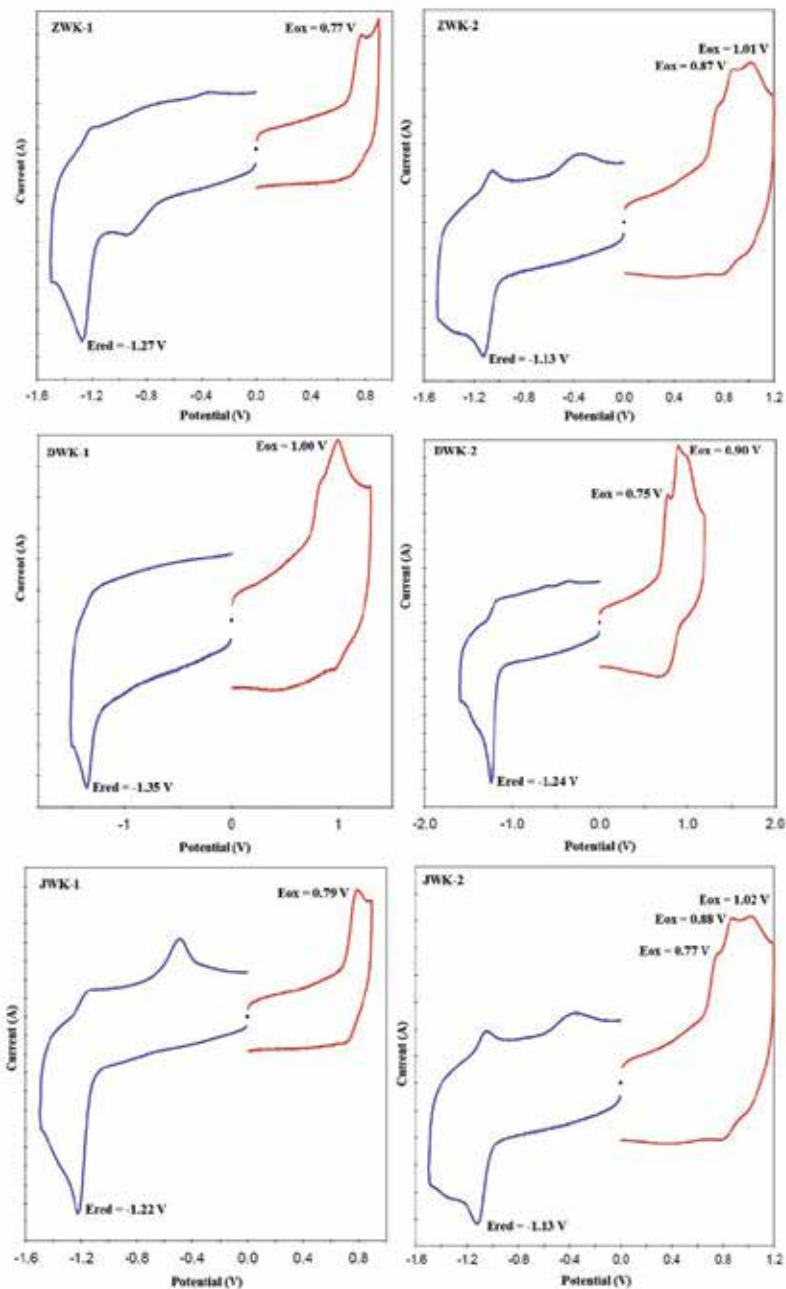 ZWK-1
Eox = 0.77 V
Current (A)
Ered = -1.27 V
-1.6 -1.2 -0.8 -0.4 0.0 0.4 0.8
Potential (V)
ZWK-2
Eox = 1.01 V
Eox = 0.87 V
Current (A)
Ered = -1.13 V
-1.6 -1.2 -0.8 -0.4 0.0 0.4 0.8 1.2
Potential (V)
DWK-1
Eox = 1.00 V
Current (A)
Ered = -1.35 V
-1 0 1
Potential (V)
DWK-2
Eox = 0.90 V
Eox = 0.75 V
Current (A)
Ered = -1.24 V
-2.0 -1.0 0.0 1.0 2.0
Potential (V)
JWK-1
Eox = 0.79 V
Current (A)
Ered = -1.22 V
-1.6 -1.2 -0.8 -0.4 0.0 0.4 0.8
Potential (V)
JWK-2
Eox = 1.02 V
Eox = 0.88 V
Eox = 0.77 V
Current (A)
Ered = -1.13 V
-1.6 -1.2 -0.8 -0.4 0.0 0.4 0.8 1.2
Potential (V)